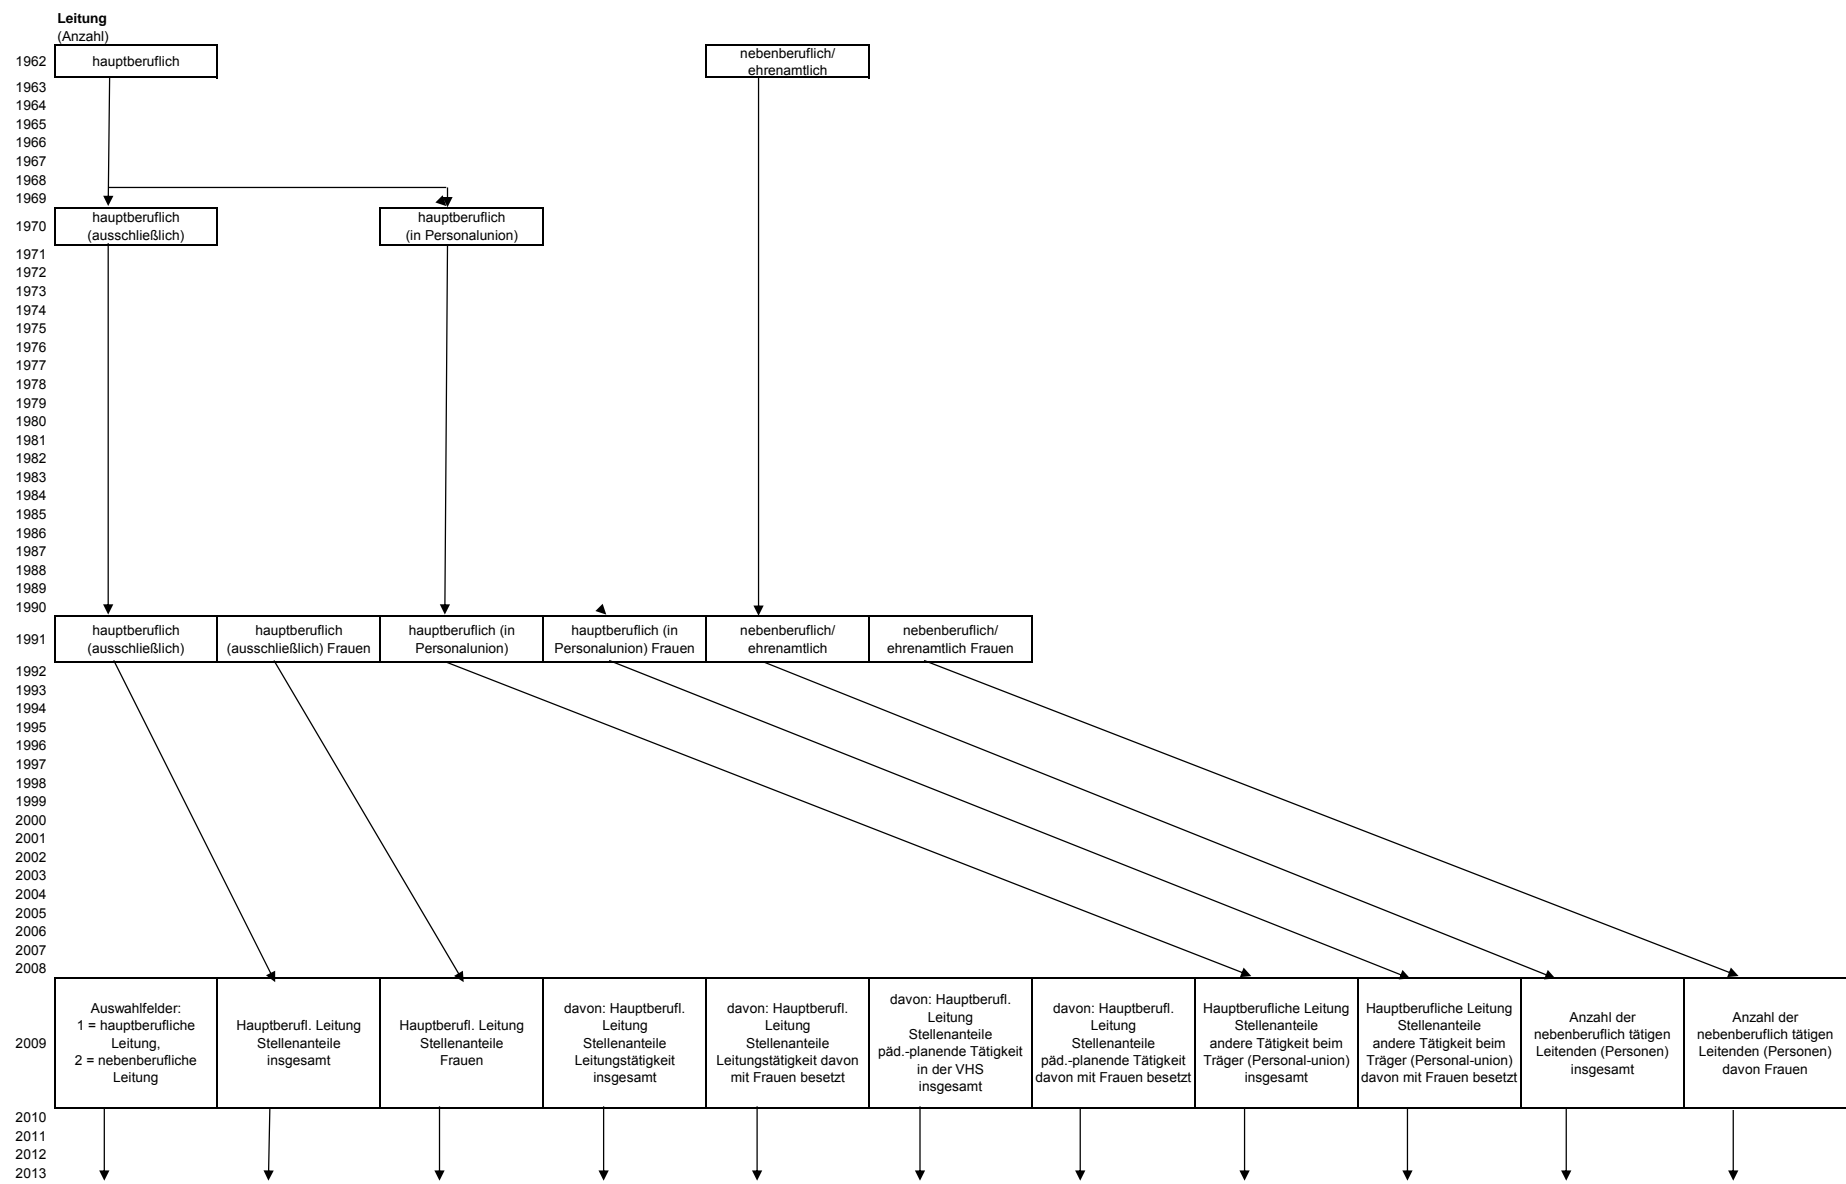 Leitung
(Anzahl)
1962
hauptberuflich
nebenberuflich/
ehrenamtlich
1963
1964
1965
1966
1967
1968
1969
1970
hauptberuflich
(ausschließlich)
hauptberuflich
(in Personalunion)
1971
1972
1973
1974
1975
1976
1977
1978
1979
1980
1981
1982
1983
1984
1985
1986
1987
1988
1989
1990
1991
hauptberuflich
(ausschließlich)
hauptberuflich
(ausschließlich) Frauen
hauptberuflich (in
Personalunion)
hauptberuflich (in
Personalunion) Frauen
nebenberuflich/
ehrenamtlich
nebenberuflich/
ehrenamtlich Frauen
1992
1993
1994
1995
1996
1997
1998
1999
2000
2001
2002
2003
2004
2005
2006
2007
2008
2009
Auswahlfelder:
1 = hauptberufliche
Leitung,
2 = nebenberufliche
Leitung
Hauptberufl. Leitung
Stellenanteile
insgesamt
Hauptberufl. Leitung
Stellenanteile
Frauen
davon: Hauptberufl.
Leitung
Stellenanteile
Leitungstätigkeit
insgesamt
davon: Hauptberufl.
Leitung
Stellenanteile
Leitungstätigkeit davon
mit Frauen besetzt
davon: Hauptberufl.
Leitung
Stellenanteile
päd.-planende Tätigkeit
in der VHS
insgesamt
davon: Hauptberufl.
Leitung
Stellenanteile
päd.-planende Tätigkeit
davon mit Frauen besetzt
Hauptberufliche Leitung
Stellenanteile
andere Tätigkeit beim
Träger (Personal-union)
insgesamt
Hauptberufliche Leitung
Stellenanteile
andere Tätigkeit beim
Träger (Personal-union)
davon mit Frauen besetzt
Anzahl der
nebenberuflich tätigen
Leitenden (Personen)
insgesamt
Anzahl der
nebenberuflich tätigen
Leitenden (Personen)
davon Frauen
2010
2011
2012
2013